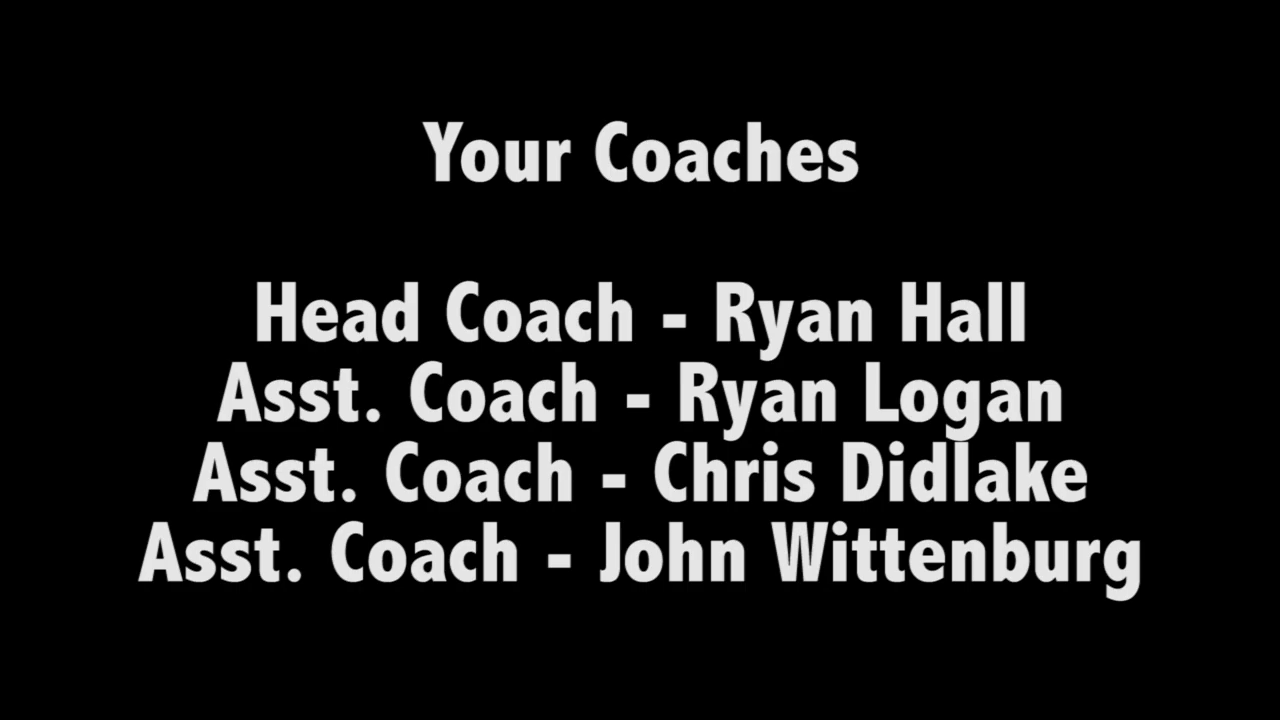 Your Coaches
Head Coach - Ryan Hall
Asst. Coach - Ryan Logan
Asst. Coach - Chris Didlake
Asst. Coach - John Wittenburg